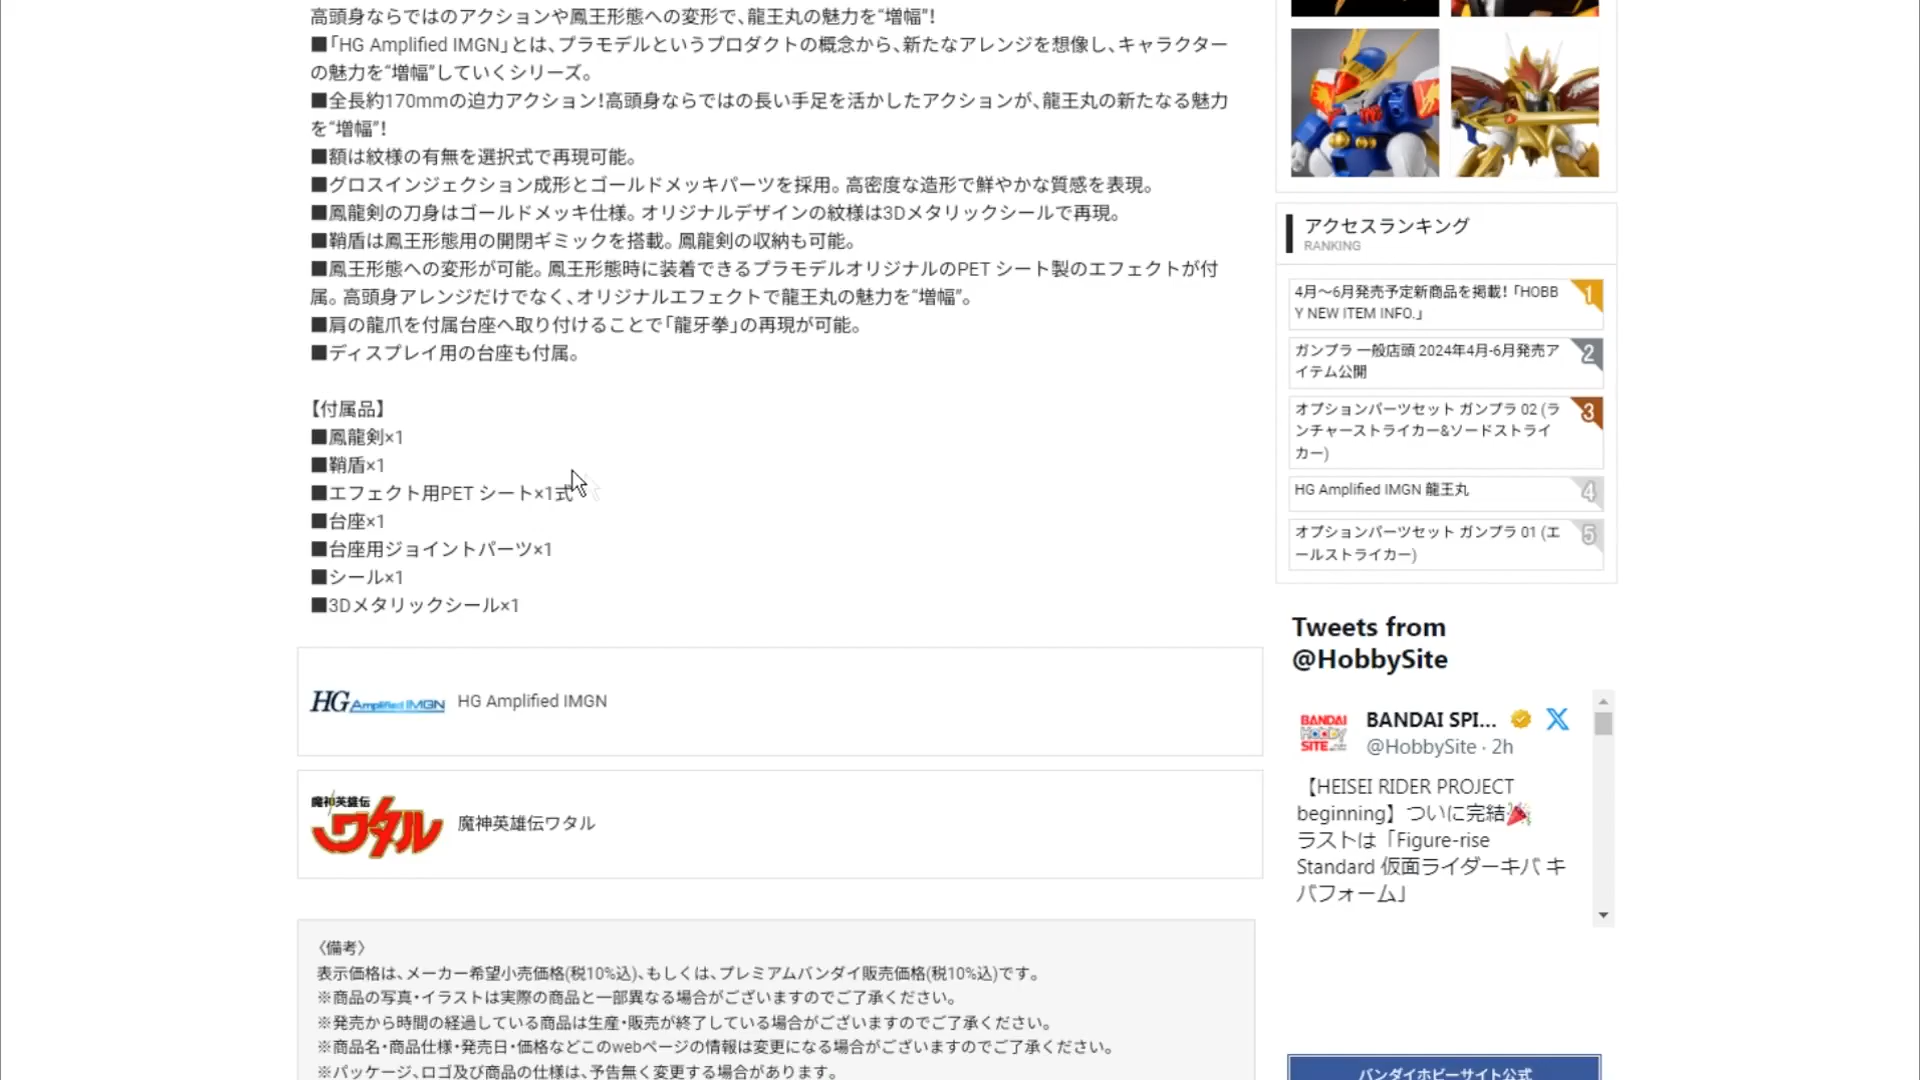 高頭身ならではのアクションや鳳王形態への変形で、龍王丸の魅力を“増幅”!
■「HG Amplified IMGN」とは、プラモデルというプロダクトの概念から、新たなアレンジを想像し、キャラクター
の魅力を“増幅”していくシリーズ。
■全長約170mmの迫力アクション!高頭身ならではの長い手足を活かしたアクションが、龍王丸の新たなる魅力
を“増幅”!
■額は紋様の有無を選択式で再現可能。
■グロスインジェクション成形とゴールドメッキパーツを採用。高密度な造形で鮮やかな質感を表現。
■鳳龍剣の刀身はゴールドメッキ仕様。オリジナルデザインの紋様は3Dメタリックシールで再現。
■鞘盾は鳳王形態用の開閉ギミックを搭載。鳳龍剣の収納も可能。
■鳳王形態への変形が可能。鳳王形態時に装着できるプラモデルオリジナルのPET シート製のエフェクトが付
属。高頭身アレンジだけでなく、オリジナルエフェクトで龍王丸の魅力を“増幅”。
■肩の龍爪を付属台座へ取り付けることで「龍牙拳」の再現が可能。
■ディスプレイ用の台座も付属。
【付属品】
■鳳龍剣×1
■鞘盾×1
■エフェクト用PET シート×1式
■台座×1
■台座用ジョイントパーツ×1
■シール×1
■3Dメタリックシール×1
HG Amplified IMGN HG Amplified IMGN
魔神英雄伝
ワタル 魔神英雄伝ワタル
〈備考〉
表示価格は、メーカー希望小売価格(税10%込)、もしくは、プレミアムバンダイ販売価格(税10%込)です。
※商品の写真・イラストは実際の商品と一部異なる場合がございますのでご了承ください。
※発売から時間の経過している商品は生産・販売が終了している場合がございますのでご了承ください。
※商品名・商品仕様・発売日・価格などこのwebページの情報は変更になる場合がございますのでご了承ください。
※パッケージ、ロゴ及び商品の仕様は、予告無く変更する場合があります。
アクセスランキング
RANKING
4月～6月発売予定新商品を掲載!「HOBB
Y NEW ITEM INFO.」
1
ガンプラ 一般店頭 2024年4月-6月発売ア
イテム公開
2
オプションパーツセット ガンプラ 02 (ラ
ンチャーストライカー&ソードストライ
カー)
3
HG Amplified IMGN 龍王丸
4
オプションパーツセット ガンプラ 01 (エ
ールストライカー)
5
Tweets from
@HobbySite
BANDAI HOBBY SITE
BANDAI SPI...
@HobbySite · 2h
【HEISEI RIDER PROJECT
beginning】ついに完結🎉
ラストは「Figure-rise
Standard 仮面ライダーキバ キ
バフォーム」
バンダイホビーサイト公式